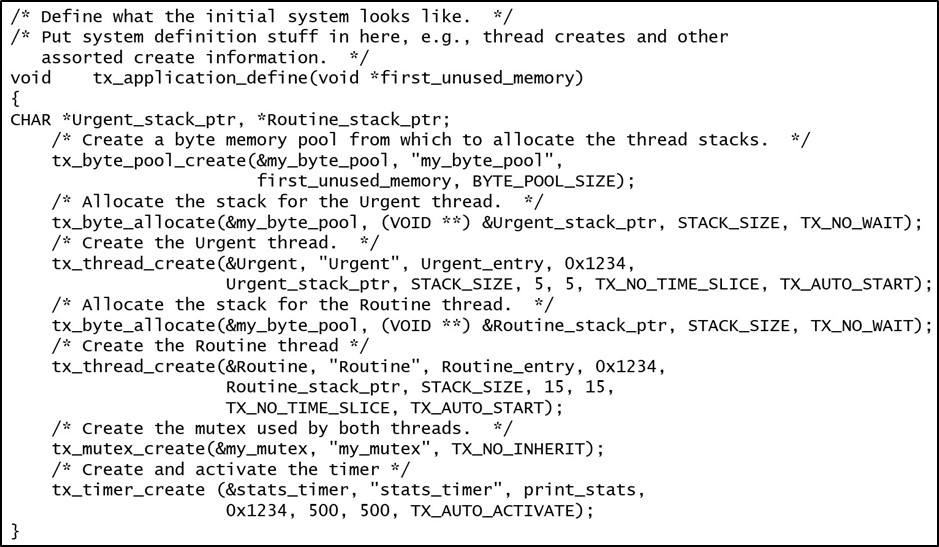 /* Define what the initial system looks like.  */
/* Put system definition stuff in here, e.g., thread creates and other
   assorted create information.  */
void    tx_application_define(void *first_unused_memory)
{
CHAR *Urgent_stack_ptr, *Routine_stack_ptr;
    /* Create a byte memory pool from which to allocate the thread stacks.  */
    tx_byte_pool_create(&my_byte_pool, "my_byte_pool",
                        first_unused_memory, BYTE_POOL_SIZE);
    /* Allocate the stack for the Urgent thread.  */
    tx_byte_allocate(&my_byte_pool, (VOID **) &Urgent_stack_ptr, STACK_SIZE, TX_NO_WAIT);
    /* Create the Urgent thread.  */
    tx_thread_create(&Urgent, "Urgent", Urgent_entry, 0x1234,
                     Urgent_stack_ptr, STACK_SIZE, 5, 5, TX_NO_TIME_SLICE, TX_AUTO_START);
    /* Allocate the stack for the Routine thread.  */
    tx_byte_allocate(&my_byte_pool, (VOID **) &Routine_stack_ptr, STACK_SIZE, TX_NO_WAIT);
    /* Create the Routine thread */
    tx_thread_create(&Routine, "Routine", Routine_entry, 0x1234,
                     Routine_stack_ptr, STACK_SIZE, 15, 15,
                     TX_NO_TIME_SLICE, TX_AUTO_START);
    /* Create the mutex used by both threads.  */
    tx_mutex_create(&my_mutex, "my_mutex", TX_NO_INHERIT);
    /* Create and activate the timer */
    tx_timer_create (&stats_timer, "stats_timer", print_stats,
                     0x1234, 500, 500, TX_AUTO_ACTIVATE);
}